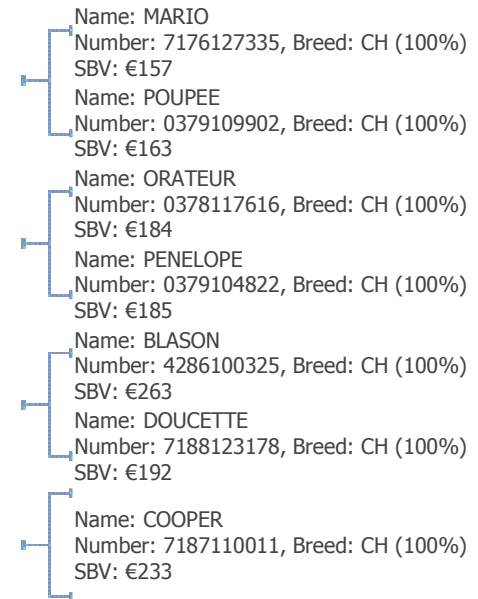 Name: MARIO
Number: 7176127335, Breed: CH (100%)
SBV: €157
Name: POUPEE
Number: 0379109902, Breed: CH (100%)
SBV: €163
Name: ORATEUR
Number: 0378117616, Breed: CH (100%)
SBV: €184
Name: PENELOPE
Number: 0379104822, Breed: CH (100%)
SBV: €185
Name: BLASON
Number: 4286100325, Breed: CH (100%)
SBV: €263
Name: DOUCETTE
Number: 7188123178, Breed: CH (100%)
SBV: €192
Name: COOPER
Number: 7187110011, Breed: CH (100%)
SBV: €233